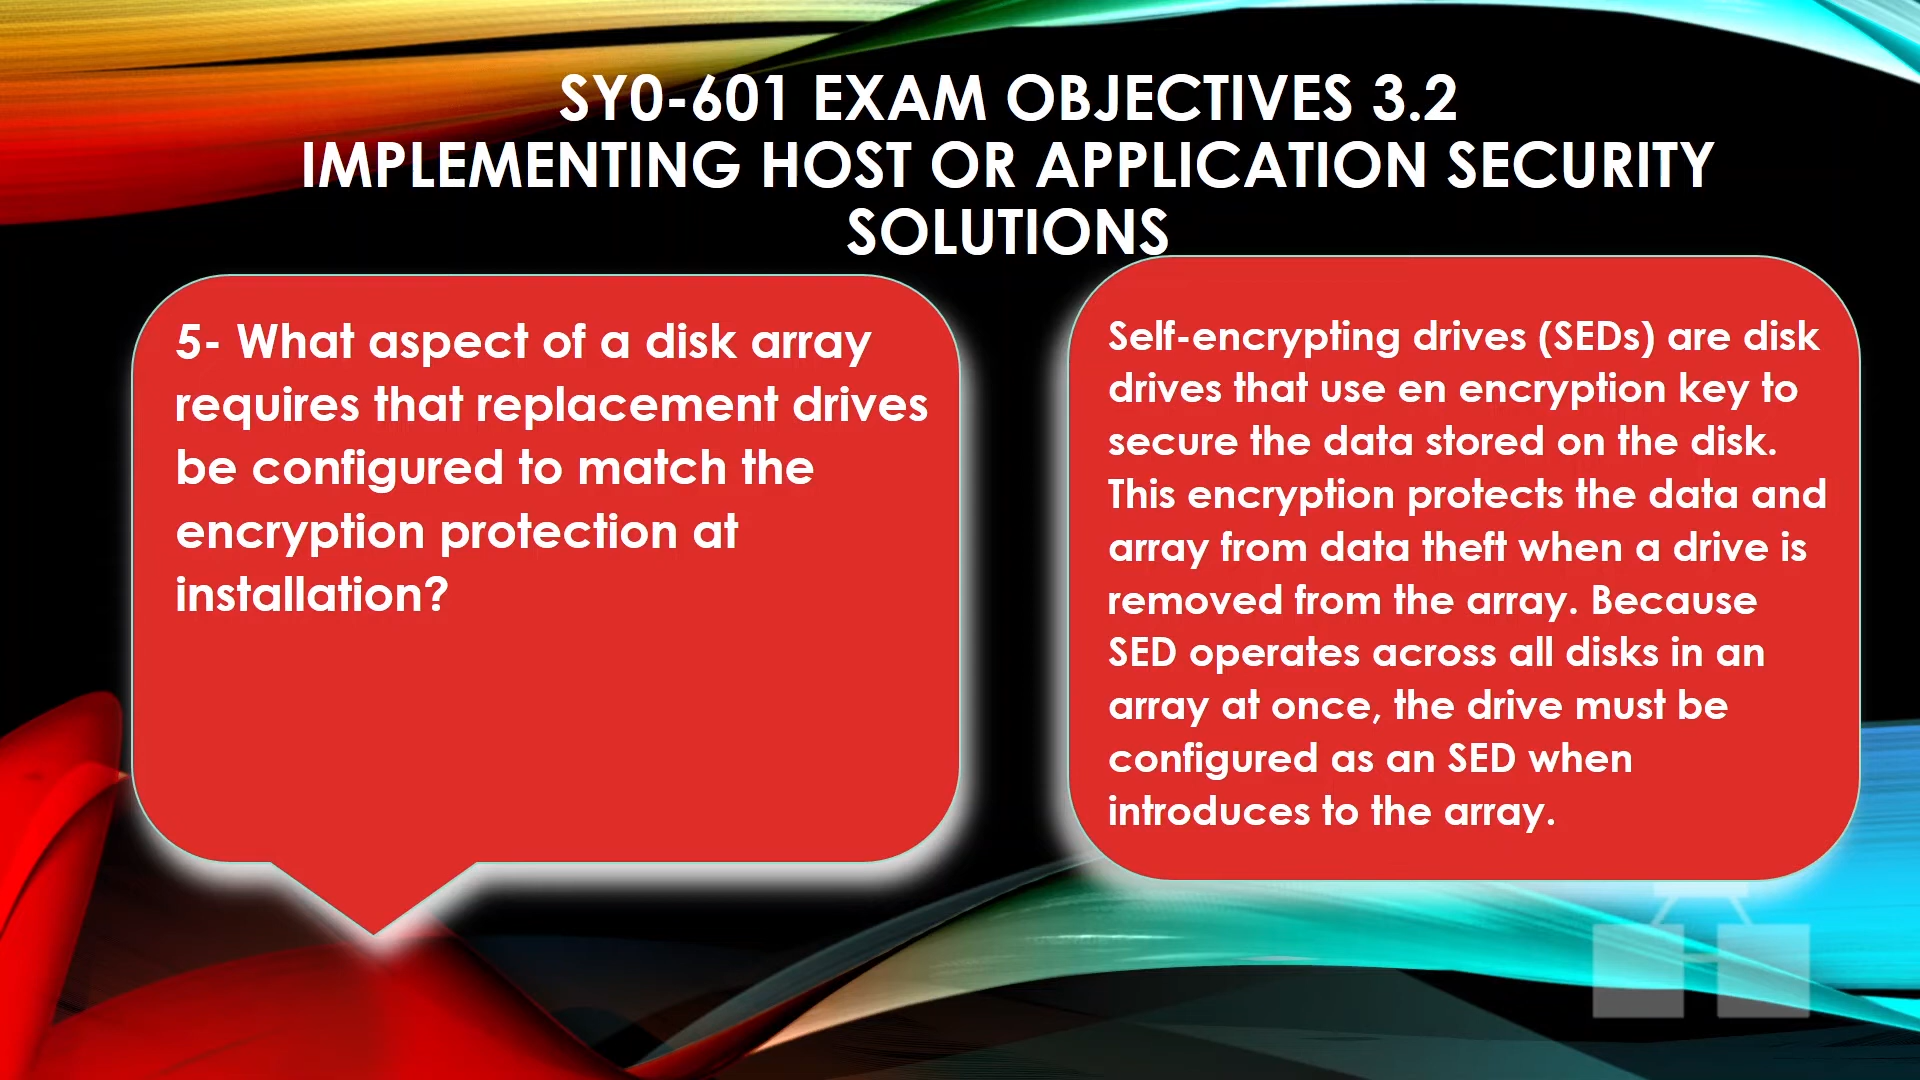 SY0-601 EXAM OBJECTIVES 3.2
IMPLEMENTING HOST OR APPLICATION SECURITY
SOLUTIONS
5- What aspect of a disk array
requires that replacement drives
be configured to match the
encryption protection at
installation?
Self-encrypting drives (SEDs) are disk
drives that use en encryption key to
secure the data stored on the disk.
This encryption protects the data and
array from data theft when a drive is
removed from the array. Because
SED operates across all disks in an
array at once, the drive must be
configured as an SED when
introduces to the array.